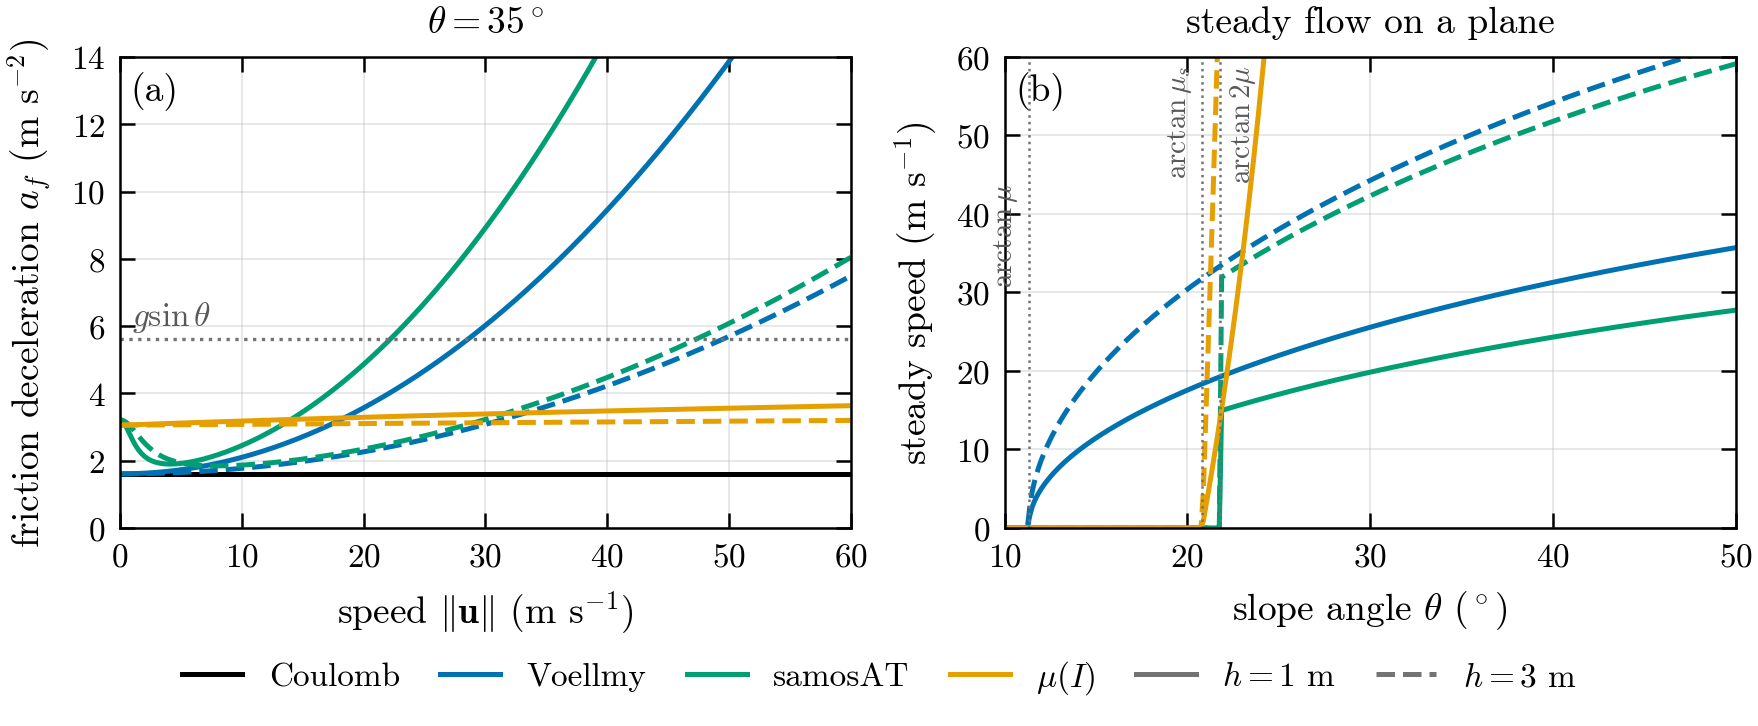 θ = 35°
(a)
friction deceleration a_f (m s⁻²)
14
12
10
8
6
4
2
0
g sin θ
0 10 20 30 40 50 60
speed ‖u‖ (m s⁻¹)
steady flow on a plane
(b)
steady speed (m s⁻¹)
60
50
40
30
20
10
0
arctan μ
arctan μ_s
arctan 2μ
10 20 30 40 50
slope angle θ (°)
Coulomb Voellmy samosAT μ(I) h = 1 m h = 3 m